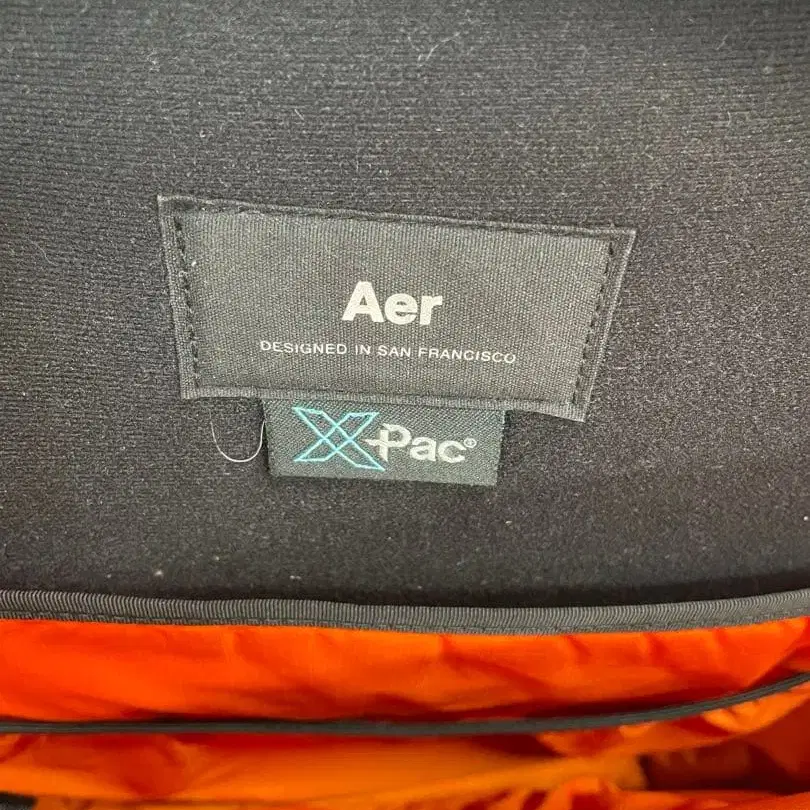 Aer
DESIGNED IN SAN FRANCISCO
X-Pac®